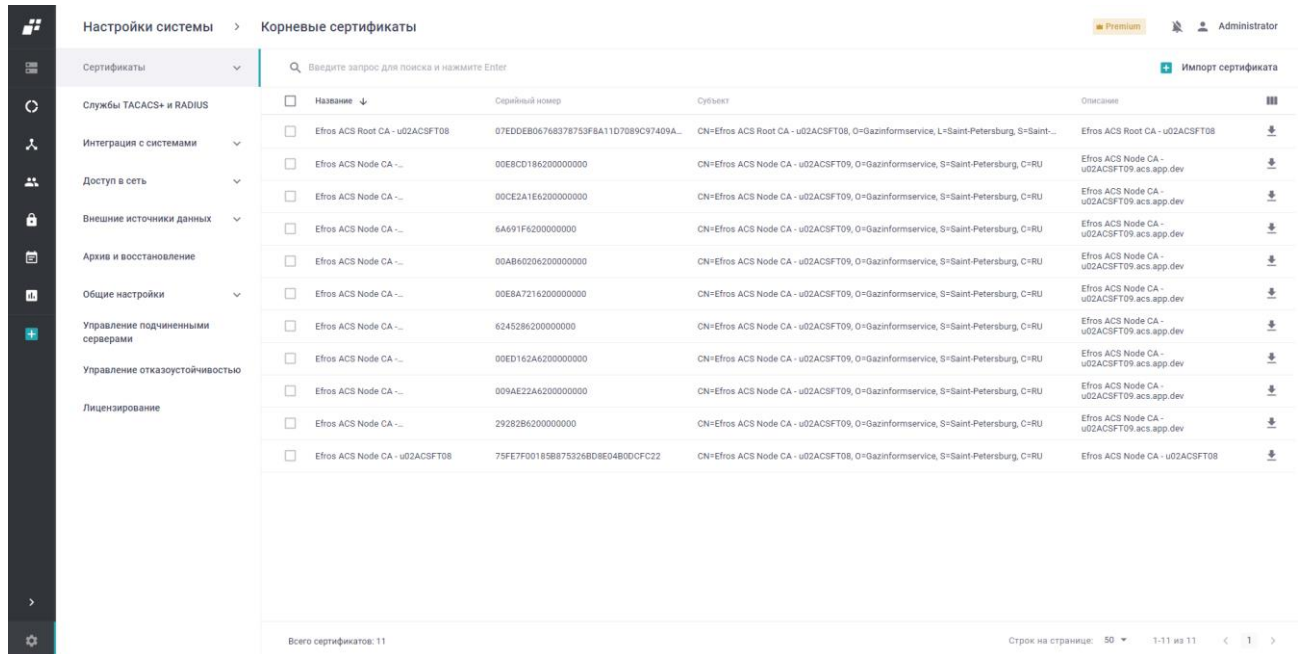 Настройки системы > Корневые сертификаты
Premium Administrator
Сертификаты
Службы TACACS+ и RADIUS
Интеграция с системами
Доступ в сеть
Внешние источники данных
Архив и восстановление
Общие настройки
Управление подчиненными
серверами
Управление отказоустойчивостью
Лицензирование
Введите запрос для поиска и нажмите Enter
Импорт сертификата
Название Серийный номер Субъект Описание
Efros ACS Root CA - u02ACSFT08 07EDDEB06768378753F8A11D7089C97409A... CN=Efros ACS Root CA - u02ACSFT08, O=Gazinformservice, L=Saint-Petersburg, S=Saint-... Efros ACS Root CA - u02ACSFT08
Efros ACS Node CA -... 00E8CD186200000000 CN=Efros ACS Node CA - u02ACSFT09, O=Gazinformservice, S=Saint-Petersburg, C=RU Efros ACS Node CA -
u02ACSFT09.acs.app.dev
Efros ACS Node CA -... 00CE2A1E6200000000 CN=Efros ACS Node CA - u02ACSFT09, O=Gazinformservice, S=Saint-Petersburg, C=RU Efros ACS Node CA -
u02ACSFT09.acs.app.dev
Efros ACS Node CA -... 6A691F6200000000 CN=Efros ACS Node CA - u02ACSFT09, O=Gazinformservice, S=Saint-Petersburg, C=RU Efros ACS Node CA -
u02ACSFT09.acs.app.dev
Efros ACS Node CA -... 00AB60206200000000 CN=Efros ACS Node CA - u02ACSFT09, O=Gazinformservice, S=Saint-Petersburg, C=RU Efros ACS Node CA -
u02ACSFT09.acs.app.dev
Efros ACS Node CA -... 00E8A7216200000000 CN=Efros ACS Node CA - u02ACSFT09, O=Gazinformservice, S=Saint-Petersburg, C=RU Efros ACS Node CA -
u02ACSFT09.acs.app.dev
Efros ACS Node CA -... 6245286200000000 CN=Efros ACS Node CA - u02ACSFT09, O=Gazinformservice, S=Saint-Petersburg, C=RU Efros ACS Node CA -
u02ACSFT09.acs.app.dev
Efros ACS Node CA -... 00ED162A6200000000 CN=Efros ACS Node CA - u02ACSFT09, O=Gazinformservice, S=Saint-Petersburg, C=RU Efros ACS Node CA -
u02ACSFT09.acs.app.dev
Efros ACS Node CA -... 009AE22A6200000000 CN=Efros ACS Node CA - u02ACSFT09, O=Gazinformservice, S=Saint-Petersburg, C=RU Efros ACS Node CA -
u02ACSFT09.acs.app.dev
Efros ACS Node CA -... 29282B6200000000 CN=Efros ACS Node CA - u02ACSFT09, O=Gazinformservice, S=Saint-Petersburg, C=RU Efros ACS Node CA -
u02ACSFT09.acs.app.dev
Efros ACS Node CA - u02ACSFT08 75FE7F00185B875326BD8E04B0DCFC22 CN=Efros ACS Node CA - u02ACSFT08, O=Gazinformservice, S=Saint-Petersburg, C=RU Efros ACS Node CA - u02ACSFT08
Всего сертификатов: 11 Строк на странице: 50 1-11 из 11 < 1 >